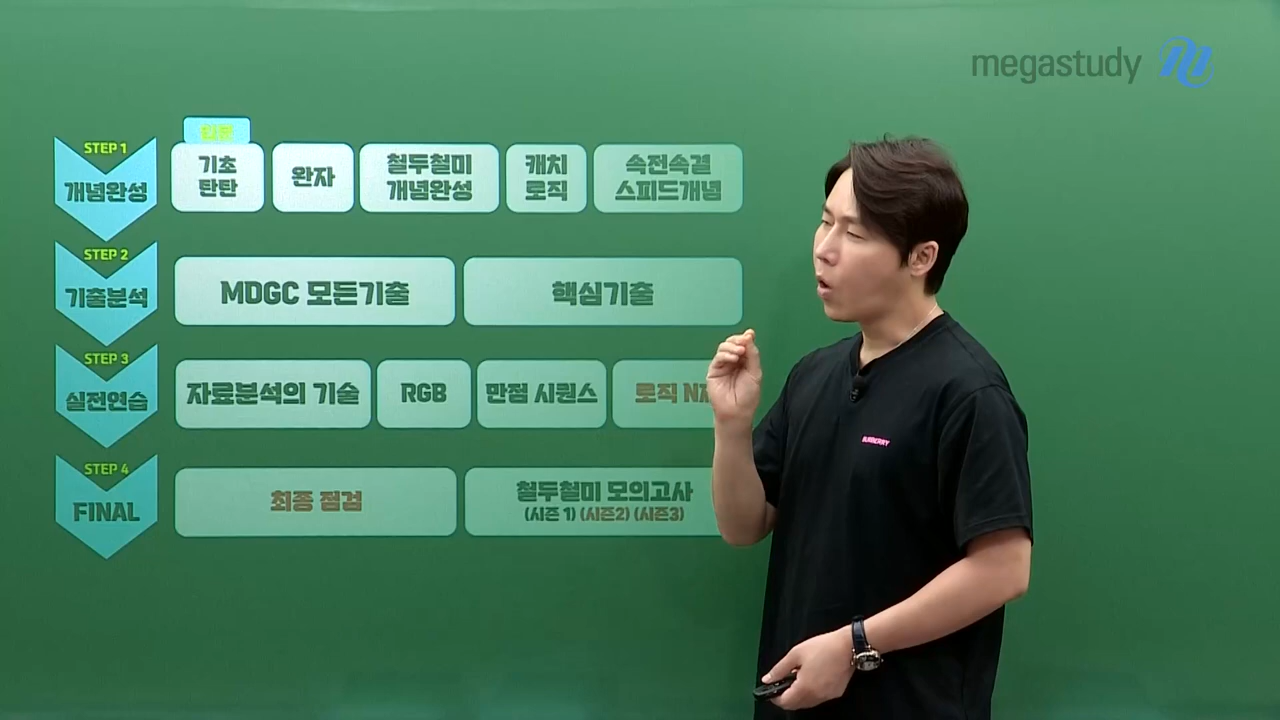 megastudy
STEP 1
개념완성
입문
기초
탄탄
완자
철두철미
개념완성
캐치
로직
속전속결
스피드개념
STEP 2
기출분석
MDGC 모든기출
핵심기출
STEP 3
실전연습
자료분석의 기술
RGB
만점 시퀀스
로직 N
STEP 4
FINAL
최종 점검
철두철미 모의고사
(시즌 1) (시즌2) (시즌3)
BURBERRY